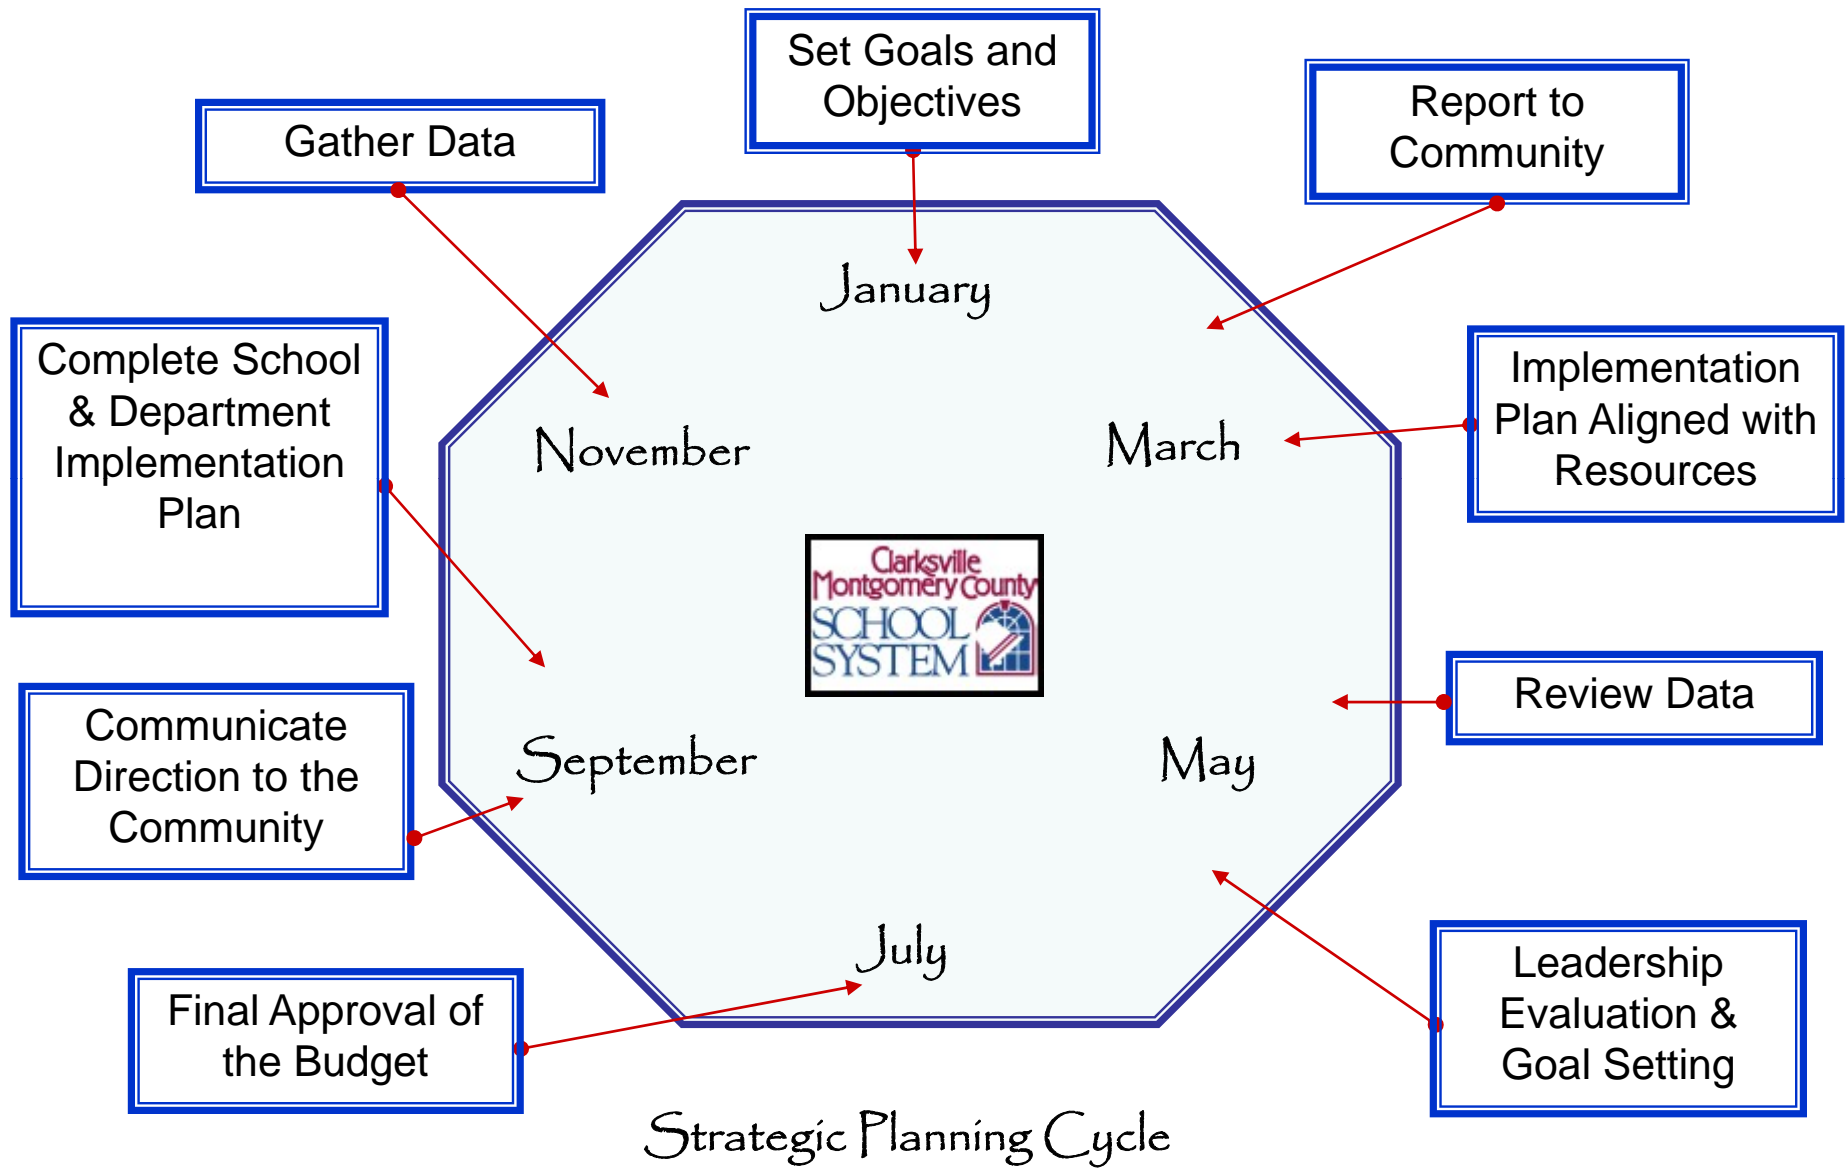 Set Goals and
Objectives
Report to
Community
Gather Data
January
Complete School
& Department
Implementation
Plan
Implementation
Plan Aligned with
Resources
November
March
Clarksville
Montgomery County
SCHOOL
SYSTEM
Review Data
Communicate
Direction to the
Community
September
May
July
Final Approval of
the Budget
Leadership
Evaluation &
Goal Setting
Strategic Planning Cycle